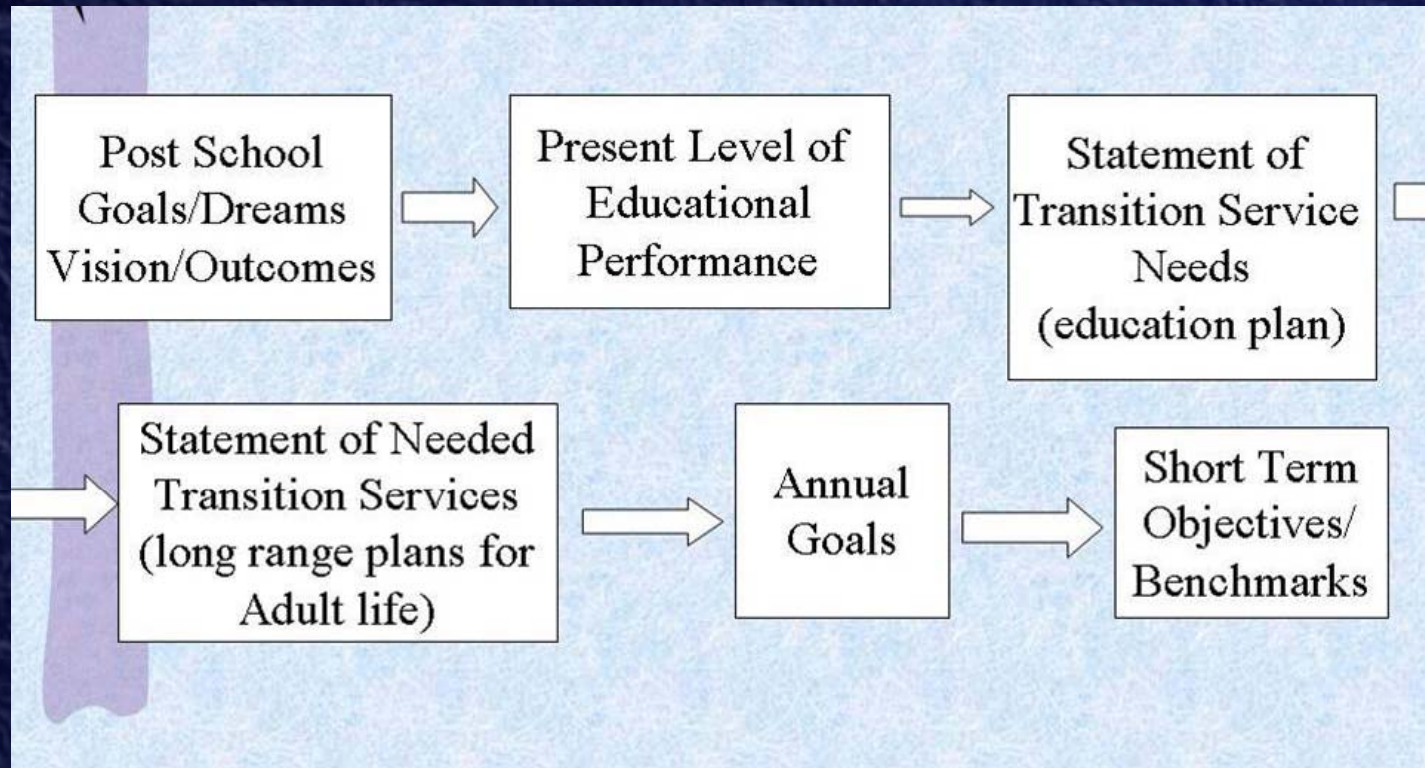 Post School
Goals/Dreams
Vision/Outcomes
Present Level of
Educational
Performance
Statement of
Transition Service
Needs
(education plan)
Statement of Needed
Transition Services
(long range plans for
Adult life)
Annual
Goals
Short Term
Objectives/
Benchmarks